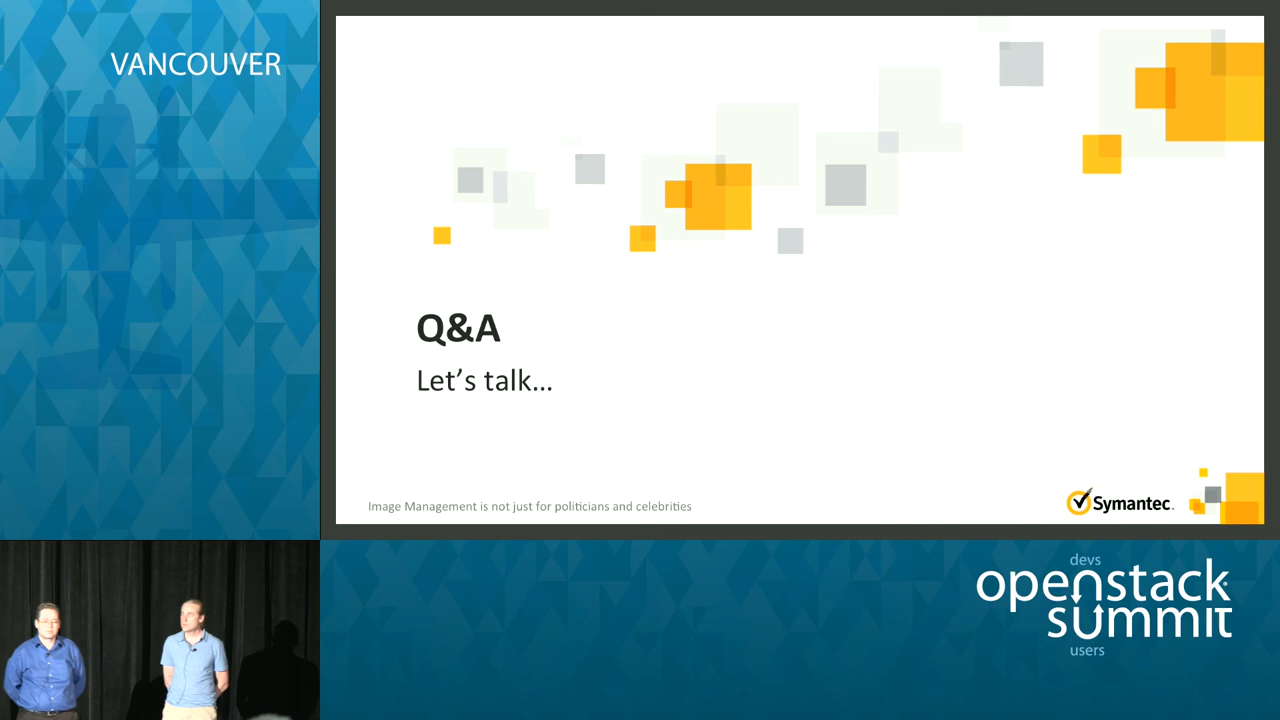 VANCOUVER
Q&A
Let's talk...
Image Management is not just for politicians and celebrities
Symantec.
devs
openstack
summit
users